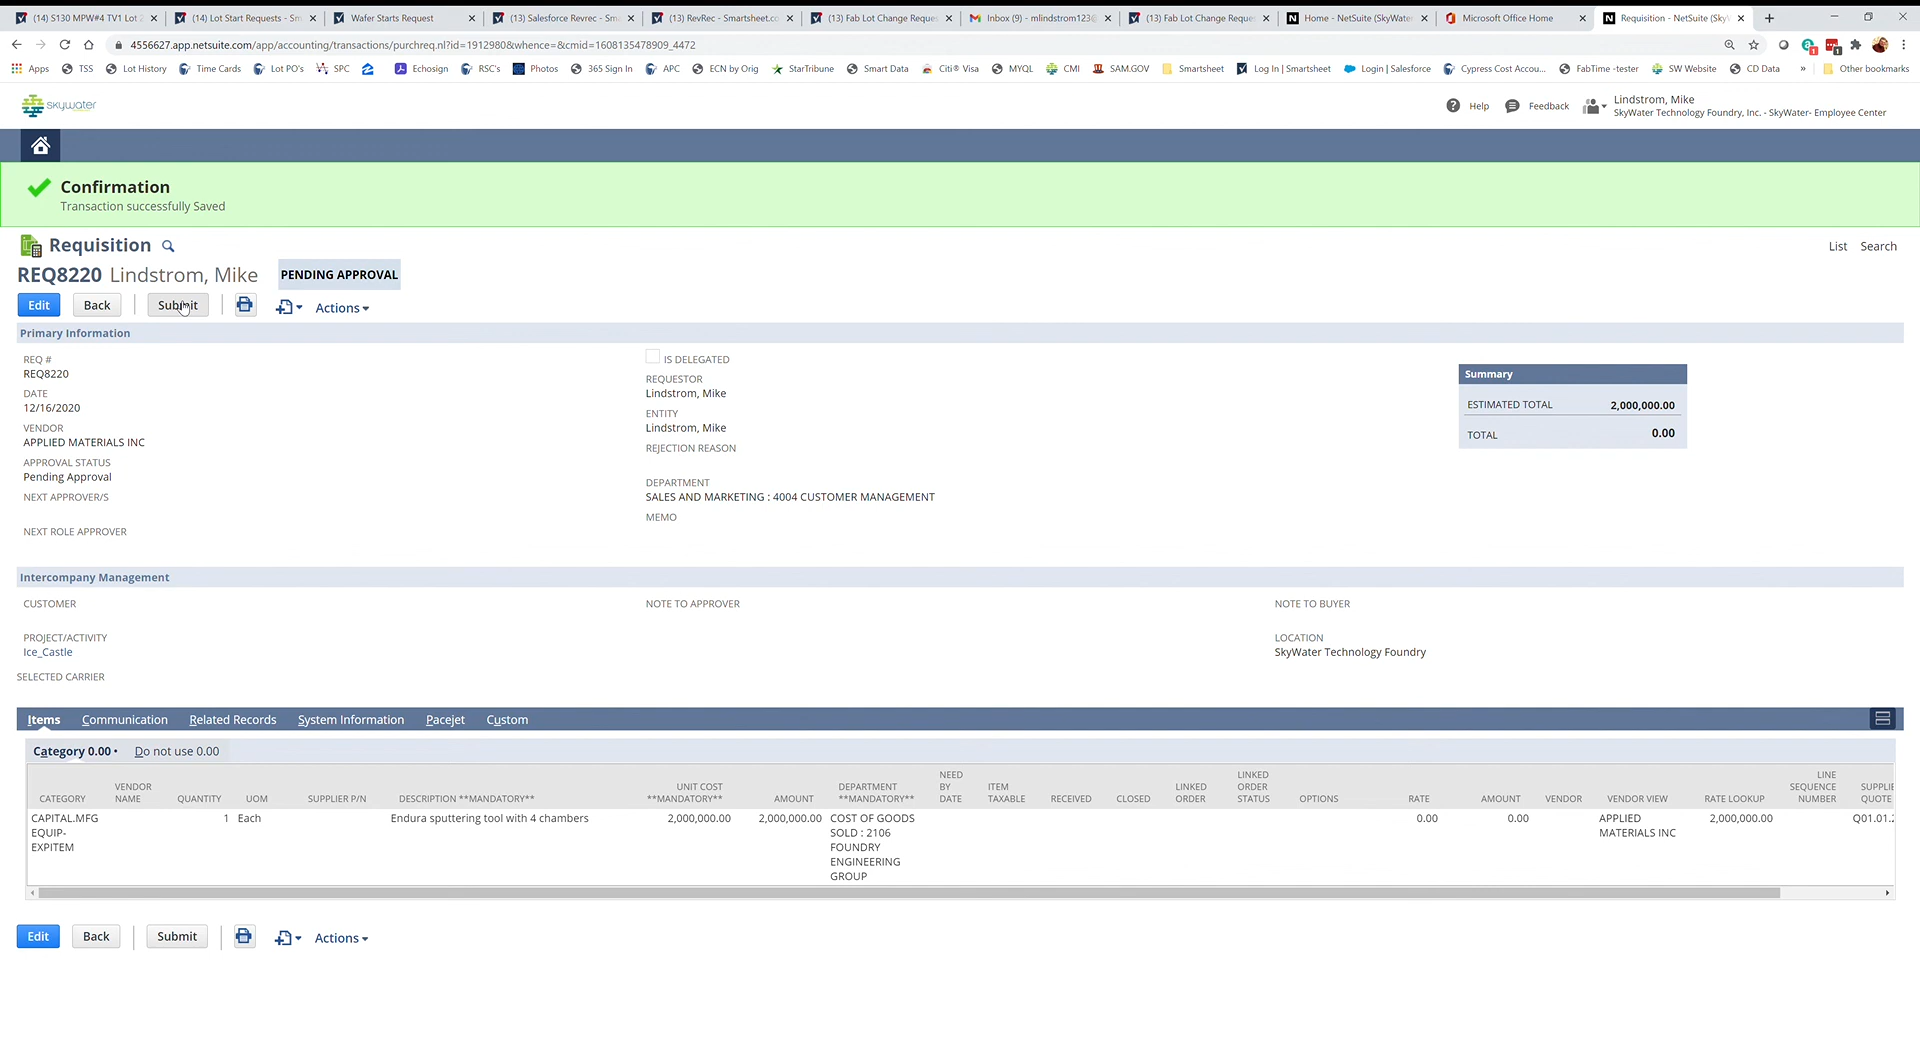 (14) S130 MPW#4 TV1 Lot 2
(14) Lot Start Requests - Sm
Wafer Starts Request
(13) Salesforce Revrec - Sm
(13) RevRec - Smartsheet.co
(13) Fab Lot Change Reque
Inbox (9) - mlindstrom123@
(13) Fab Lot Change Reque
Home - NetSuite (SkyWate
Microsoft Office Home
Requisition - NetSuite (Sky
4556627.app.netsuite.com/app/accounting/transactions/purchreq.nl?id=1912980&whence=&cmid=1608135478909_4472
Apps TSS Lot History Time Cards Lot PO's SPC Echosign RSC's Photos 365 Sign In APC ECN by Orig StarTribune Smart Data Citi® Visa MYQL CMI SAM.GOV Smartsheet Log In | Smartsheet Login | Salesforce Cypress Cost Accou... FabTime -tester SW Website CD Data » Other bookmarks
skywater
Help
Feedback
Lindstrom, Mike
SkyWater Technology Foundry, Inc. - SkyWater- Employee Center
Confirmation
Transaction successfully Saved
Requisition
List Search
REQ8220 Lindstrom, Mike PENDING APPROVAL
Edit Back Submit Actions
Primary Information
REQ #
REQ8220
DATE
12/16/2020
VENDOR
APPLIED MATERIALS INC
APPROVAL STATUS
Pending Approval
NEXT APPROVER/S
NEXT ROLE APPROVER
IS DELEGATED
REQUESTOR
Lindstrom, Mike
ENTITY
Lindstrom, Mike
REJECTION REASON
DEPARTMENT
SALES AND MARKETING : 4004 CUSTOMER MANAGEMENT
MEMO
Summary
ESTIMATED TOTAL 2,000,000.00
TOTAL 0.00
Intercompany Management
CUSTOMER
PROJECT/ACTIVITY
Ice_Castle
SELECTED CARRIER
NOTE TO APPROVER
NOTE TO BUYER
LOCATION
SkyWater Technology Foundry
Items Communication Related Records System Information Pacejet Custom
Category 0.00 • Do not use 0.00
CATEGORY
VENDOR
NAME
QUANTITY
UOM
SUPPLIER P/N
DESCRIPTION **MANDATORY**
UNIT COST
**MANDATORY**
AMOUNT
DEPARTMENT
**MANDATORY**
NEED
BY
DATE
ITEM
TAXABLE
RECEIVED
CLOSED
LINKED
ORDER
LINKED
ORDER
STATUS
OPTIONS
RATE
AMOUNT
VENDOR
VENDOR VIEW
RATE LOOKUP
LINE
SEQUENCE
NUMBER
SUPPLIE
QUOTE
CAPITAL.MFG
EQUIP-
EXPITEM
1
Each
Endura sputtering tool with 4 chambers
2,000,000.00
2,000,000.00
COST OF GOODS
SOLD : 2106
FOUNDRY
ENGINEERING
GROUP
0.00
0.00
APPLIED
MATERIALS INC
2,000,000.00
Q01.01.2
Edit Back Submit Actions